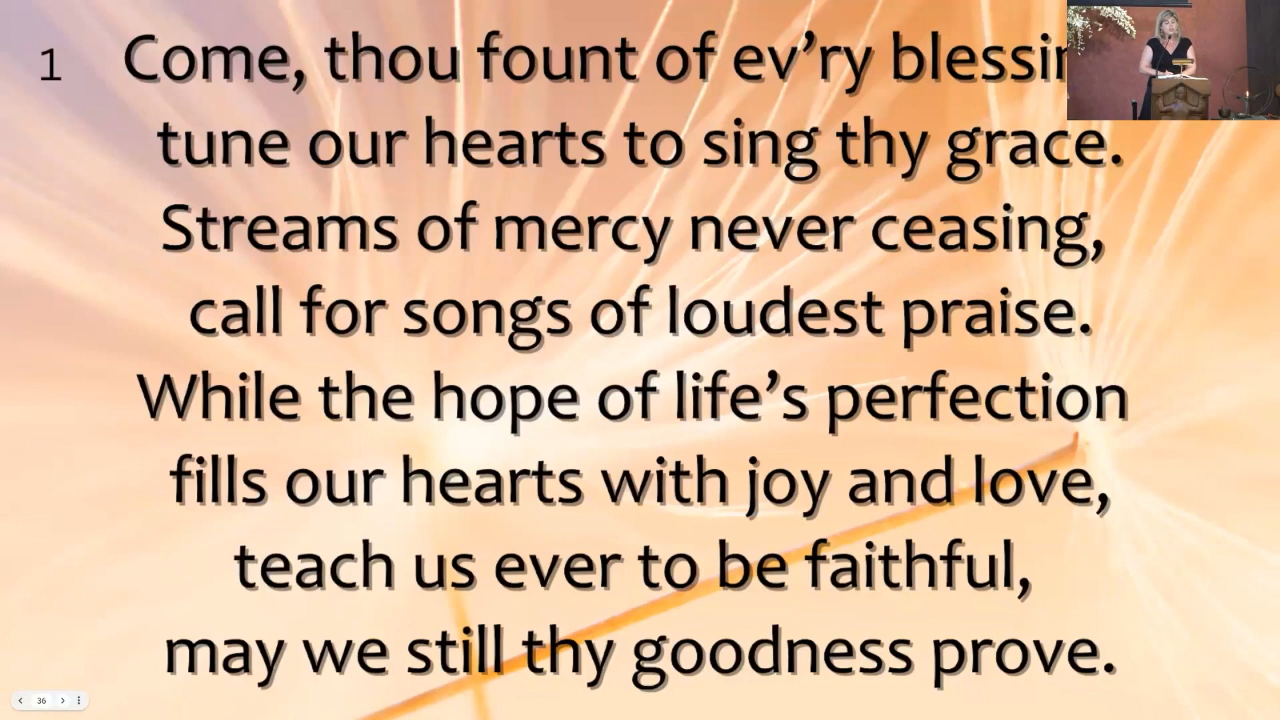 1 Come, thou fount of ev’ry blessin
tune our hearts to sing thy grace.
Streams of mercy never ceasing,
call for songs of loudest praise.
While the hope of life’s perfection
fills our hearts with joy and love,
teach us ever to be faithful,
may we still thy goodness prove.
36